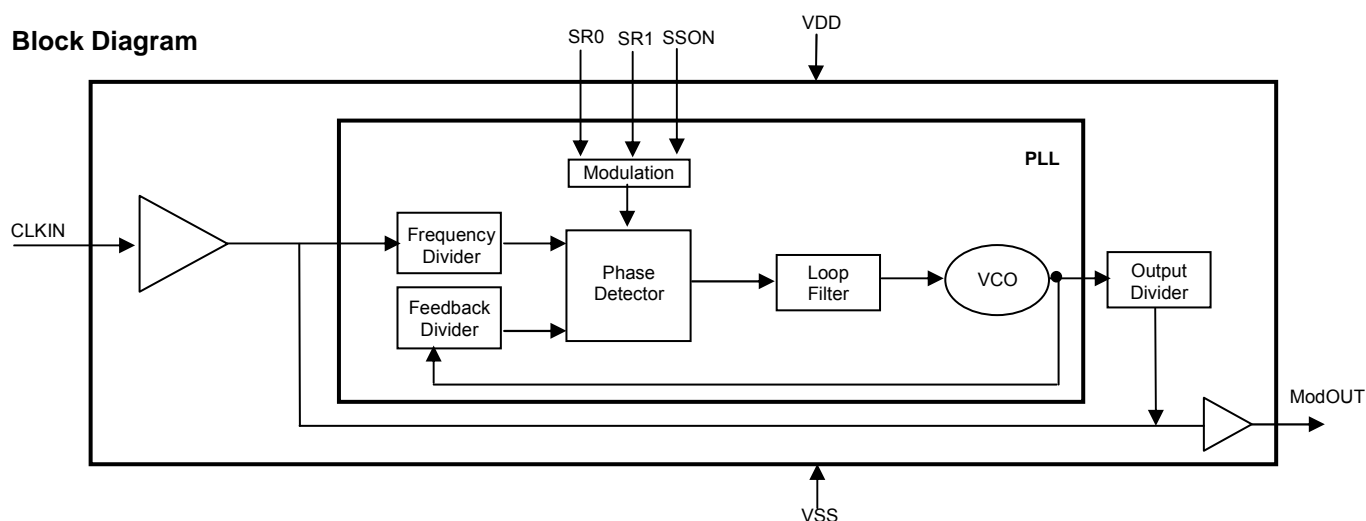 Block Diagram
SR0 SR1 SSON
VDD
PLL
Modulation
CLKIN
Frequency
Divider
Phase
Detector
Loop
Filter
VCO
Output
Divider
Feedback
Divider
ModOUT
VSS